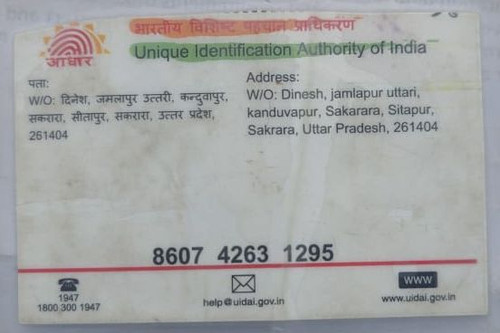 भारतीय विशिष्ट पहचान प्राधिकरण
Unique Identification Authority of India
आधार
पता:
W/O: दिनेश, जमलापुर उत्तरी, कन्दुवापुर,
सकरारा, सीतापुर, सकरारा, उत्तर प्रदेश,
261404
Address:
W/O: Dinesh, jamlapur uttari,
kanduvapur, Sakarara, Sitapur,
Sakrara, Uttar Pradesh, 261404
8607 4263 1295
1947
1800 300 1947
help@uidai.gov.in
www
www.uidai.gov.in